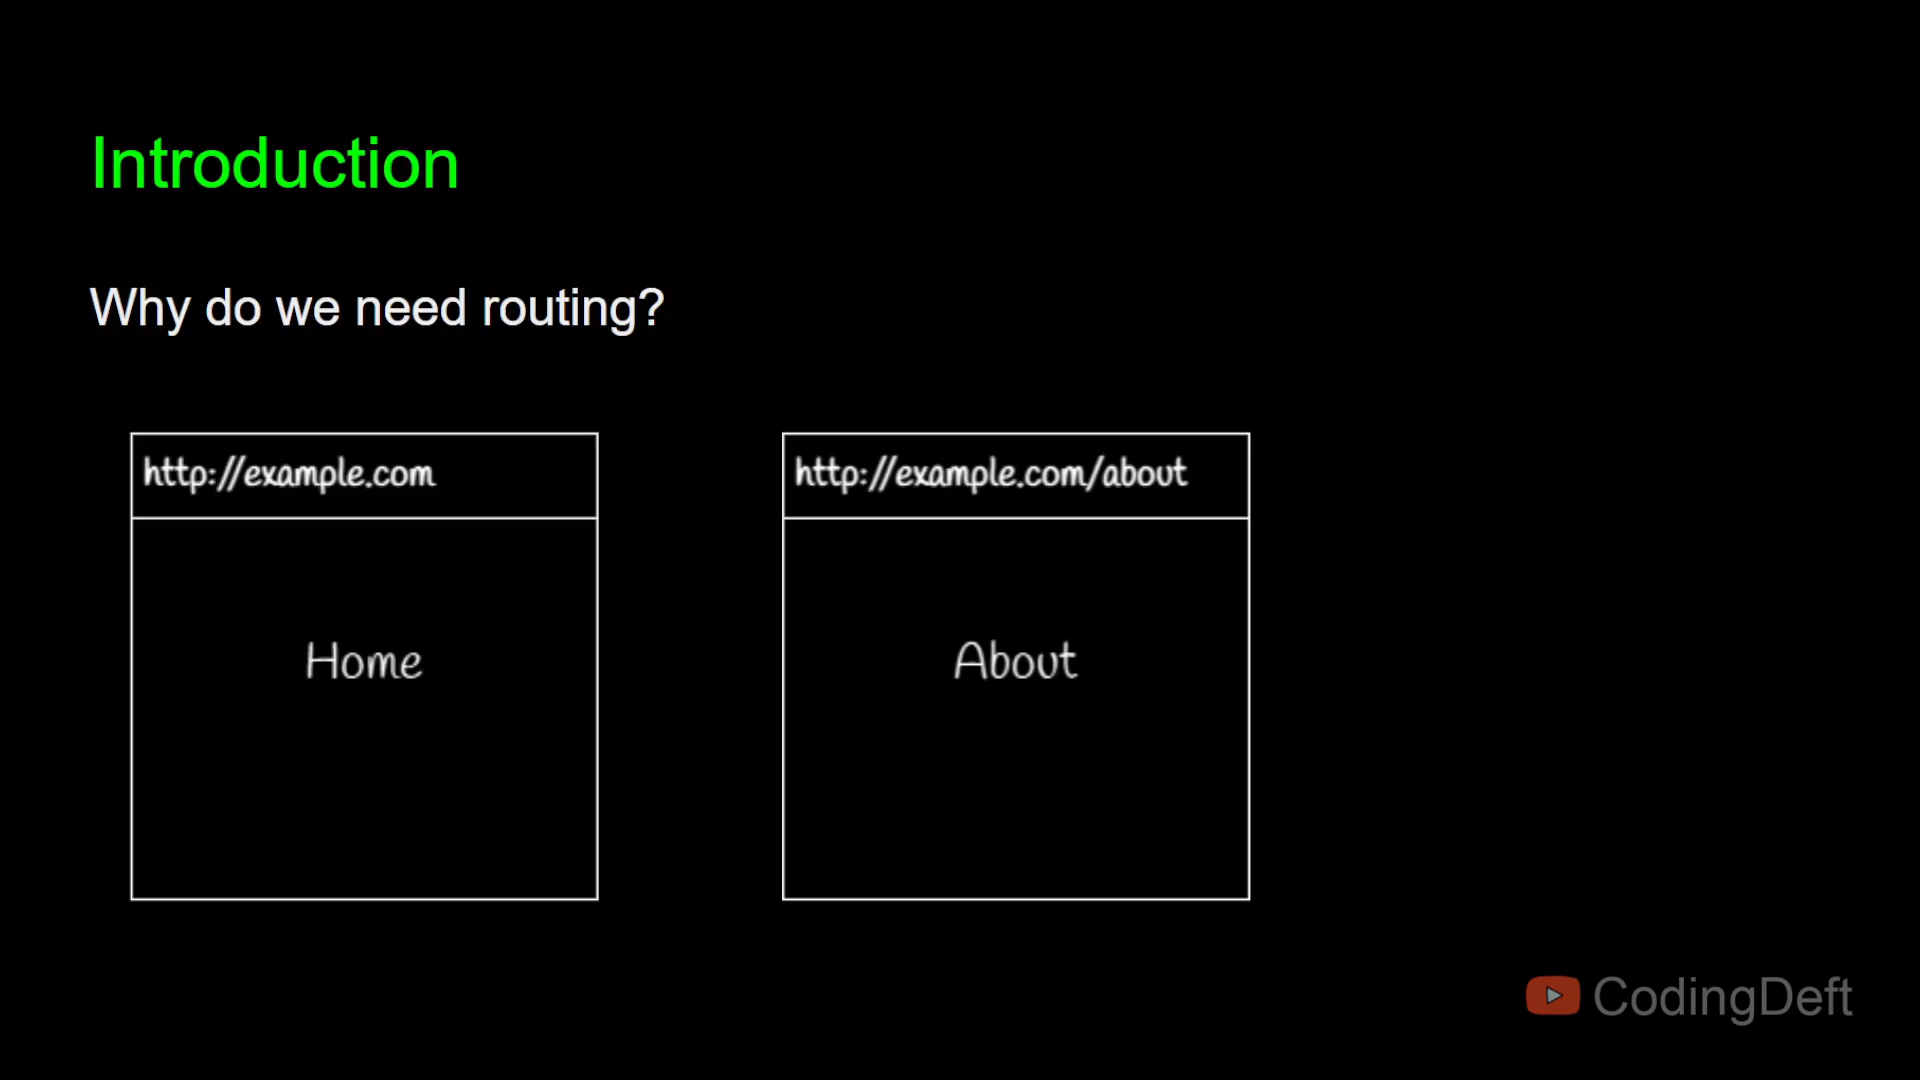 Introduction
Why do we need routing?
http://example.com
Home
http://example.com/about
About
CodingDeft